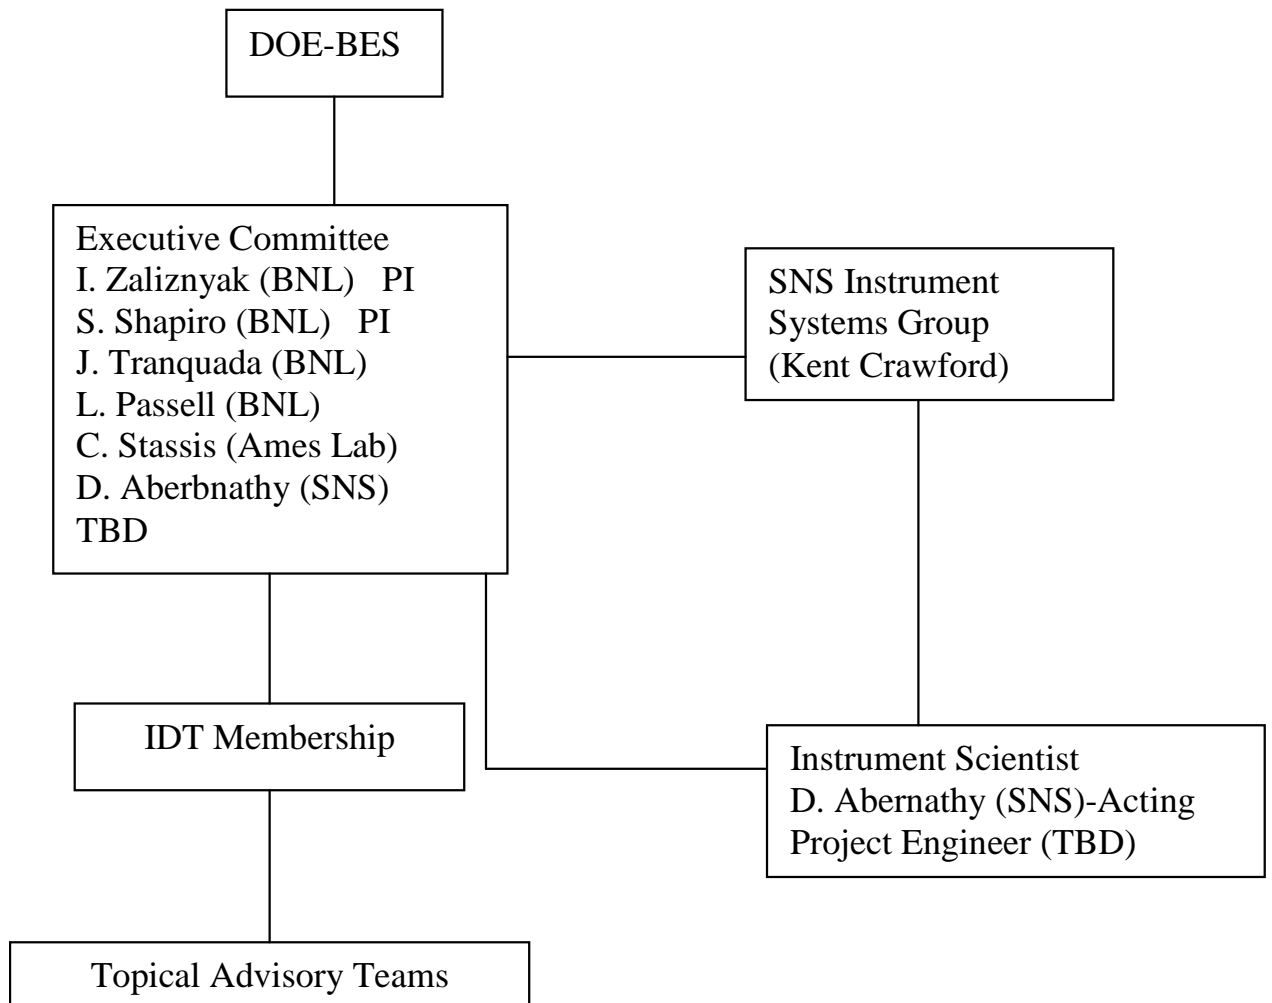 DOE-BES
Executive Committee
I. Zaliznyak (BNL) PI
S. Shapiro (BNL) PI
J. Tranquada (BNL)
L. Passell (BNL)
C. Stassis (Ames Lab)
D. Aberbnathy (SNS)
TBD
SNS Instrument
Systems Group
(Kent Crawford)
IDT Membership
Instrument Scientist
D. Abernathy (SNS)-Acting
Project Engineer (TBD)
Topical Advisory Teams